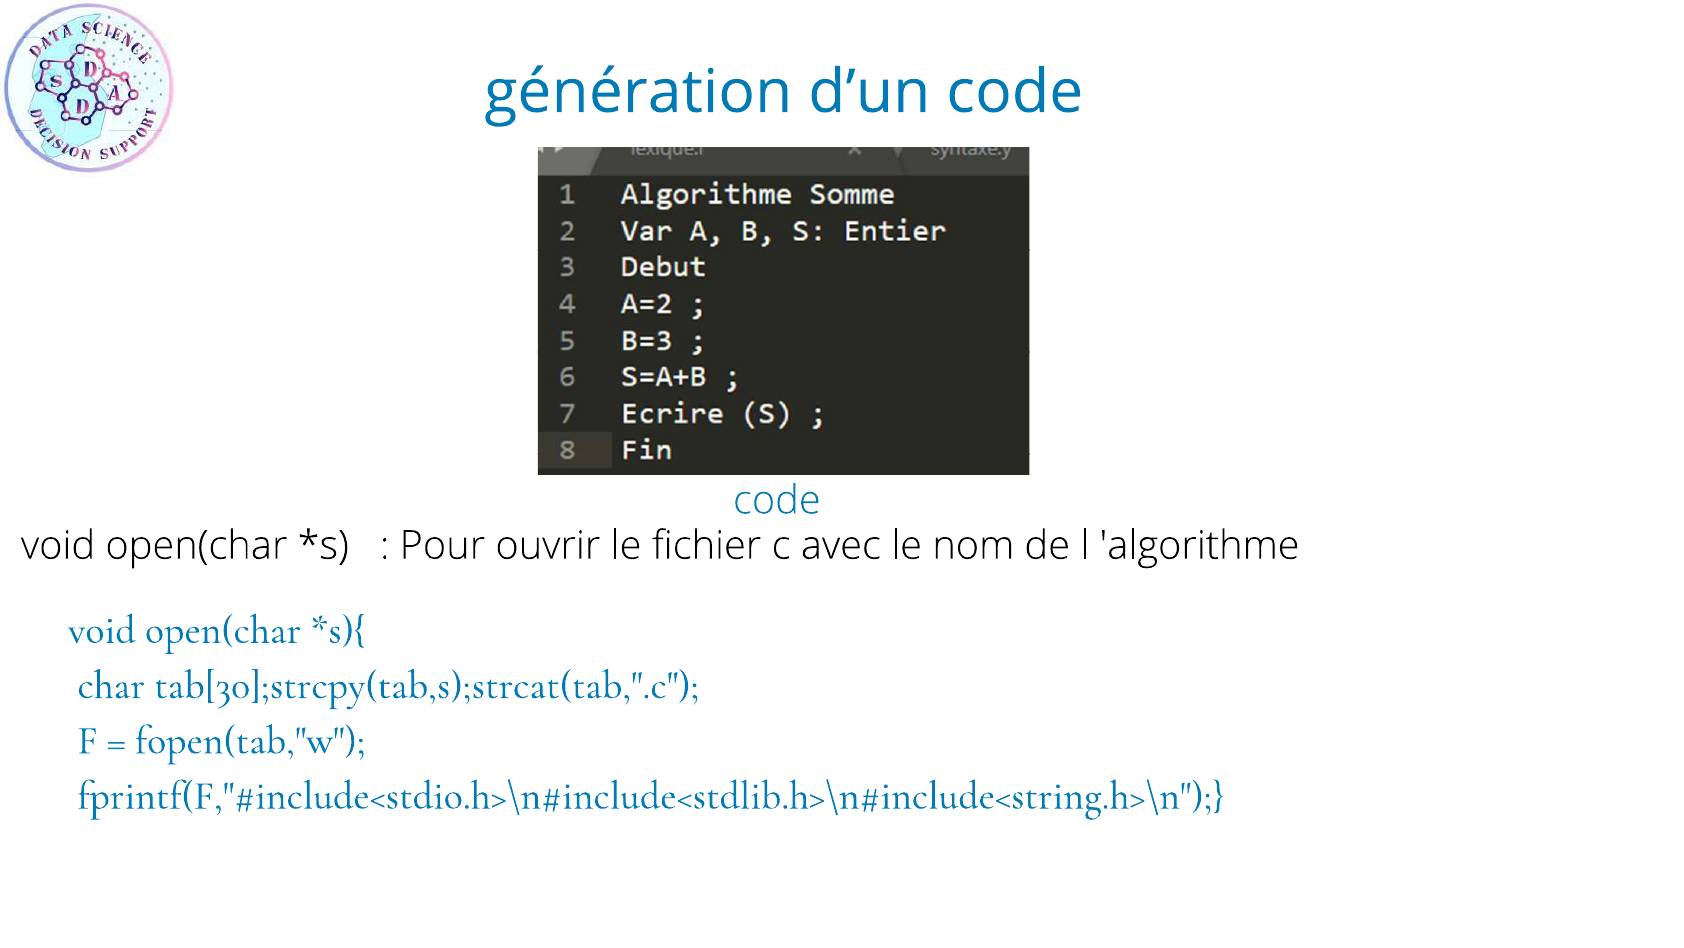 DATA SCIENCE
S D D A
DECISION SUPPORT
génération d’un code
lexique.l × syntaxe.y
1 Algorithme Somme
2 Var A, B, S: Entier
3 Debut
4 A=2 ;
5 B=3 ;
6 S=A+B ;
7 Ecrire (S) ;
8 Fin
code
void open(char *s) : Pour ouvrir le fichier c avec le nom de l 'algorithme
void open(char *s){
char tab[30];strcpy(tab,s);strcat(tab,".c");
F = fopen(tab,"w");
fprintf(F,"#include<stdio.h>\n#include<stdlib.h>\n#include<string.h>\n");}